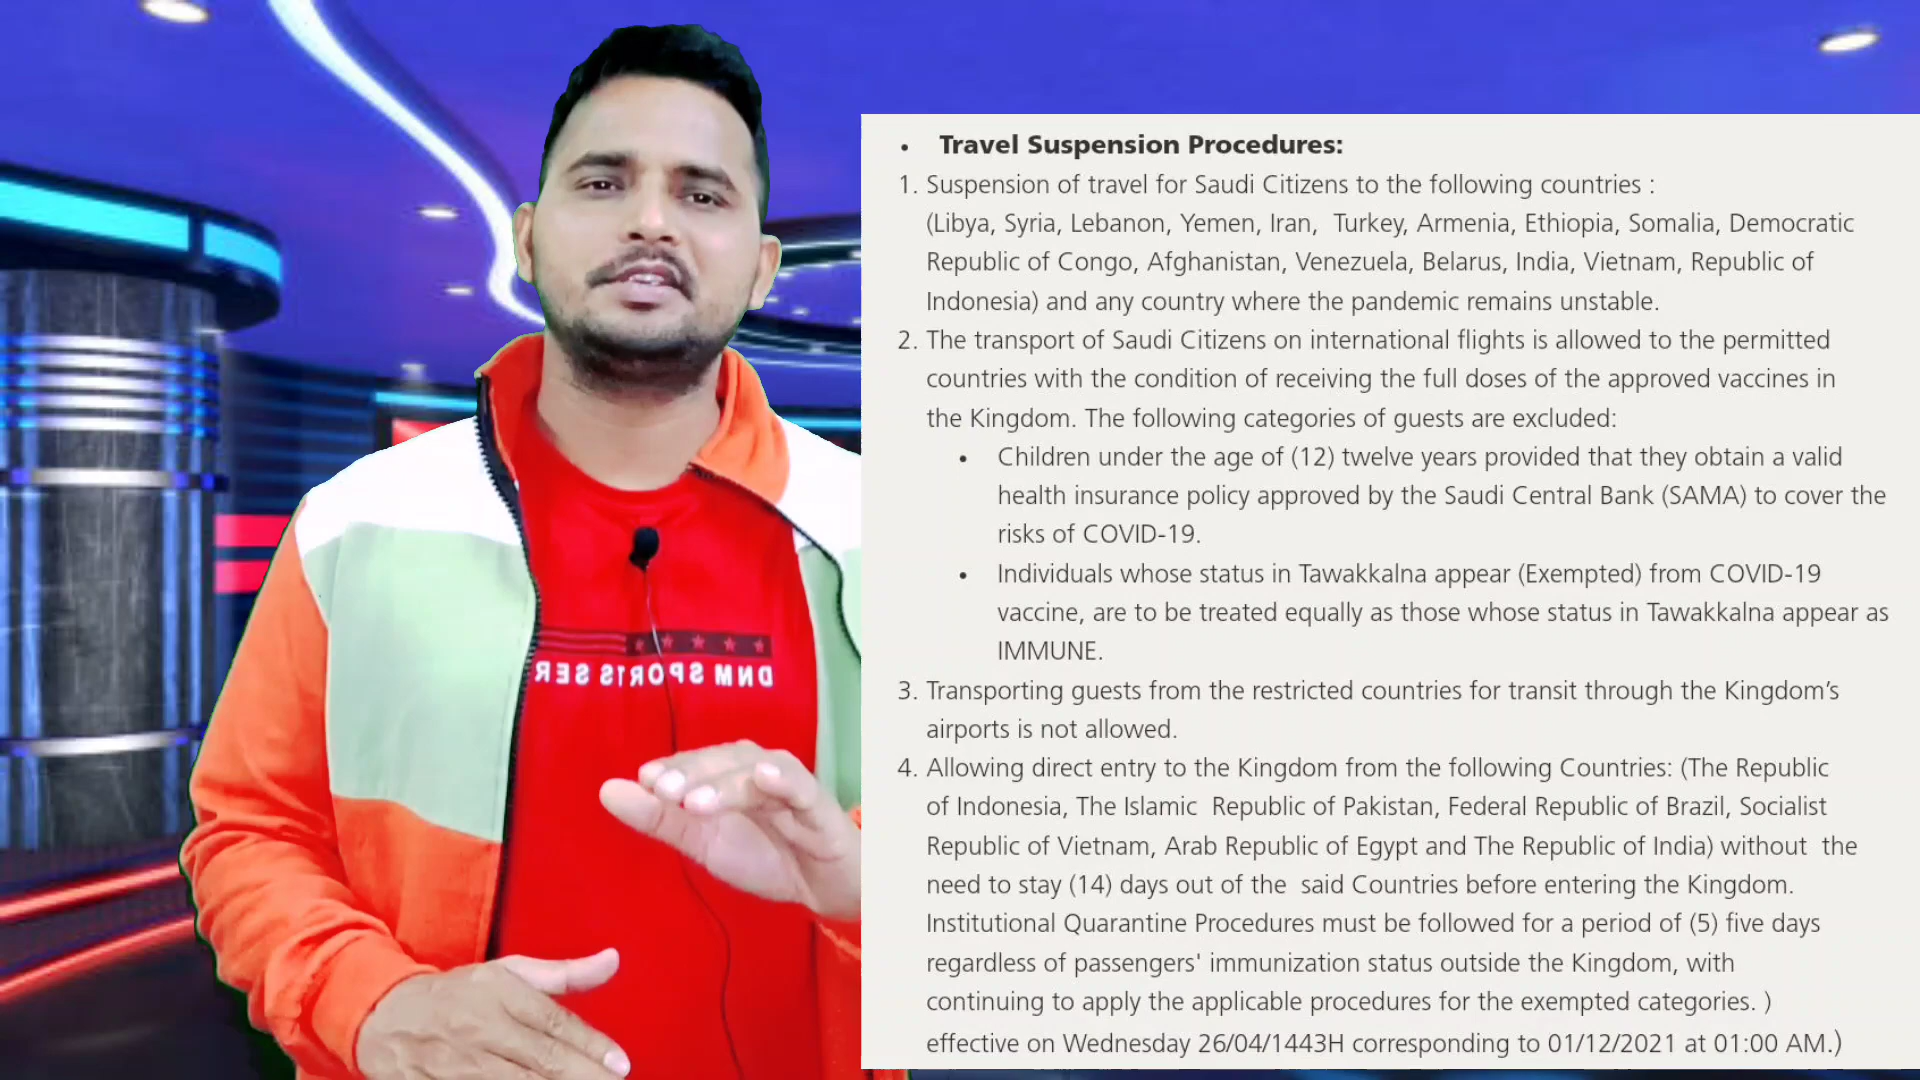 • Travel Suspension Procedures:
1. Suspension of travel for Saudi Citizens to the following countries :
(Libya, Syria, Lebanon, Yemen, Iran, Turkey, Armenia, Ethiopia, Somalia, Democratic
Republic of Congo, Afghanistan, Venezuela, Belarus, India, Vietnam, Republic of
Indonesia) and any country where the pandemic remains unstable.
2. The transport of Saudi Citizens on international flights is allowed to the permitted
countries with the condition of receiving the full doses of the approved vaccines in
the Kingdom. The following categories of guests are excluded:
• Children under the age of (12) twelve years provided that they obtain a valid
health insurance policy approved by the Saudi Central Bank (SAMA) to cover the
risks of COVID-19.
• Individuals whose status in Tawakkalna appear (Exempted) from COVID-19
vaccine, are to be treated equally as those whose status in Tawakkalna appear as
IMMUNE.
3. Transporting guests from the restricted countries for transit through the Kingdom’s
airports is not allowed.
4. Allowing direct entry to the Kingdom from the following Countries: (The Republic
of Indonesia, The Islamic Republic of Pakistan, Federal Republic of Brazil, Socialist
Republic of Vietnam, Arab Republic of Egypt and The Republic of India) without the
need to stay (14) days out of the said Countries before entering the Kingdom.
Institutional Quarantine Procedures must be followed for a period of (5) five days
regardless of passengers' immunization status outside the Kingdom, with
continuing to apply the applicable procedures for the exempted categories. )
effective on Wednesday 26/04/1443H corresponding to 01/12/2021 at 01:00 AM.)
DNM SPORTS SER